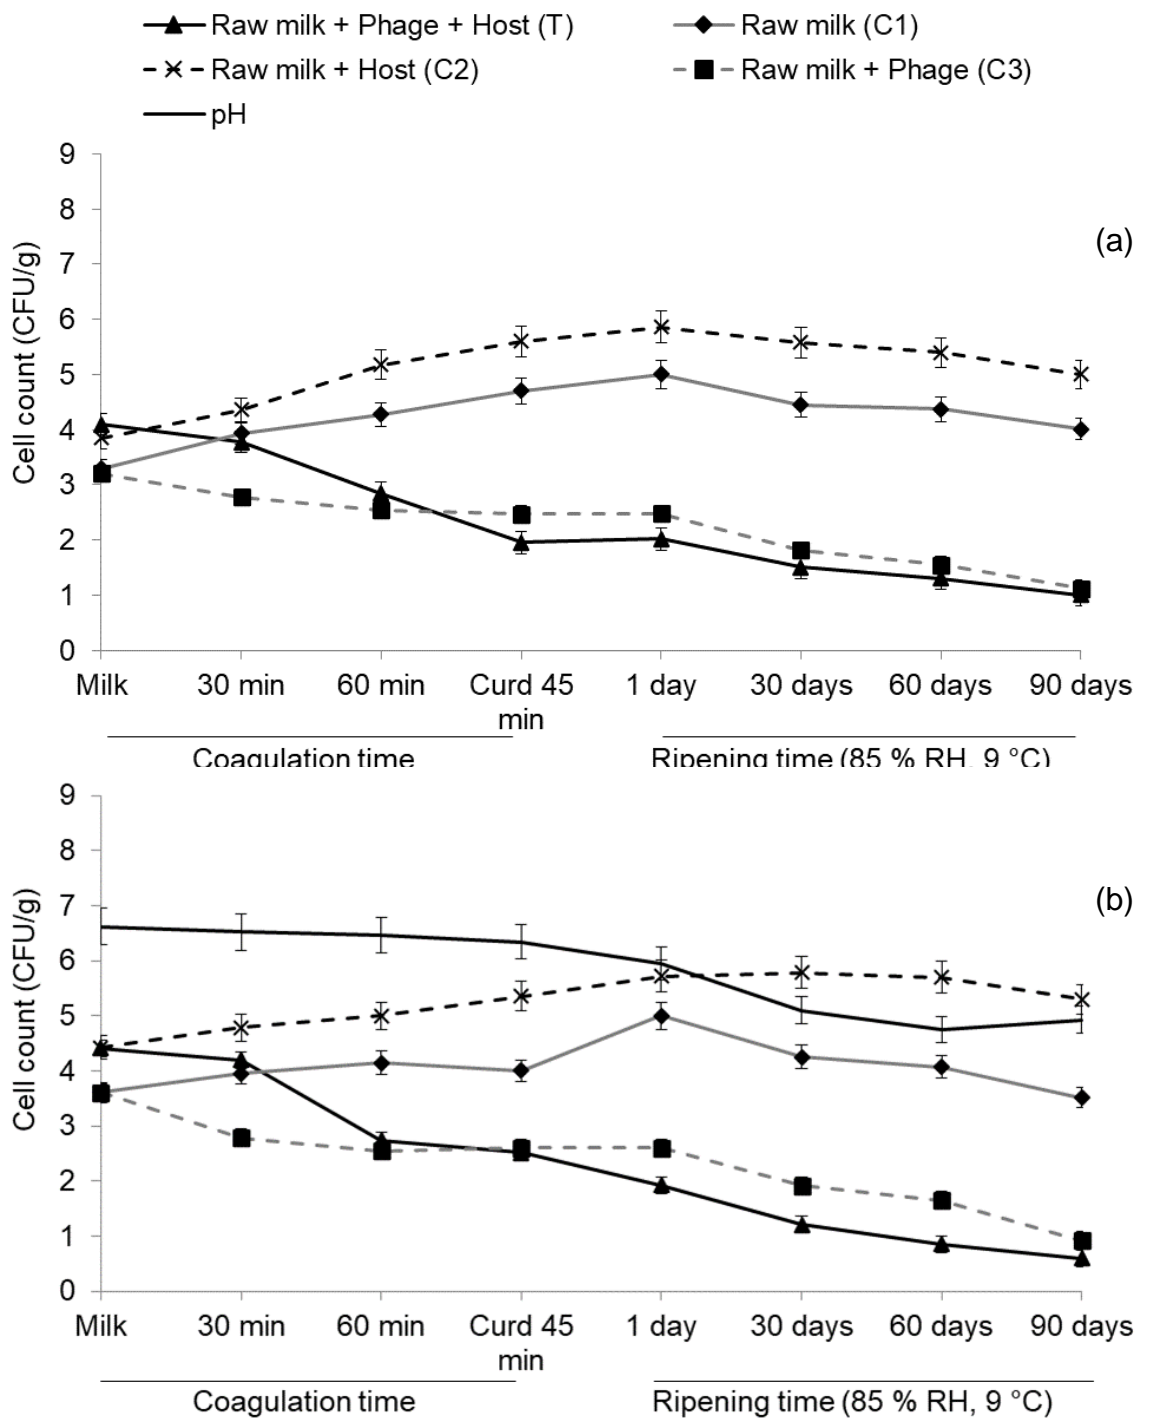 Raw milk + Phage + Host (T) Raw milk (C1)
Raw milk + Host (C2) Raw milk + Phage (C3)
pH
Cell count (CFU/g)
9
8
7
6
5
4
3
2
1
0
(a)
Milk 30 min 60 min Curd 45 1 day 30 days 60 days 90 days
min
Coagulation time Ripening time (85 % RH, 9 °C)
Cell count (CFU/g)
9
8
7
6
5
4
3
2
1
0
(b)
Milk 30 min 60 min Curd 45 1 day 30 days 60 days 90 days
min
Coagulation time Ripening time (85 % RH, 9 °C)